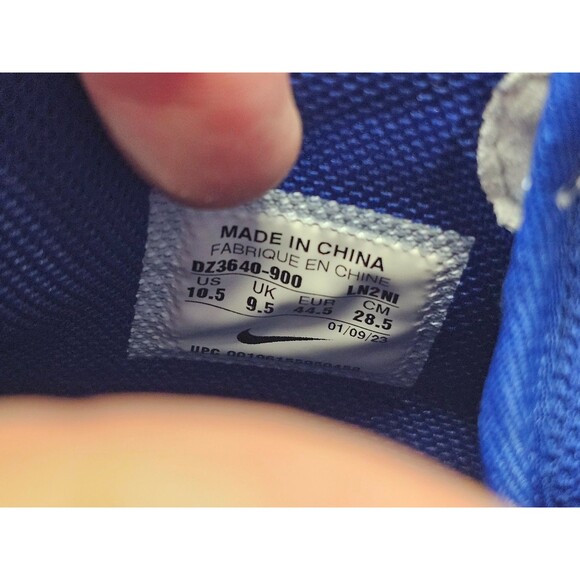 MADE IN CHINA
FABRIQUE EN CHINE
DZ3640-900 LN2NI
US UK EUR CM
10.5 9.5 44.5 28.5
01/09/23
UPC